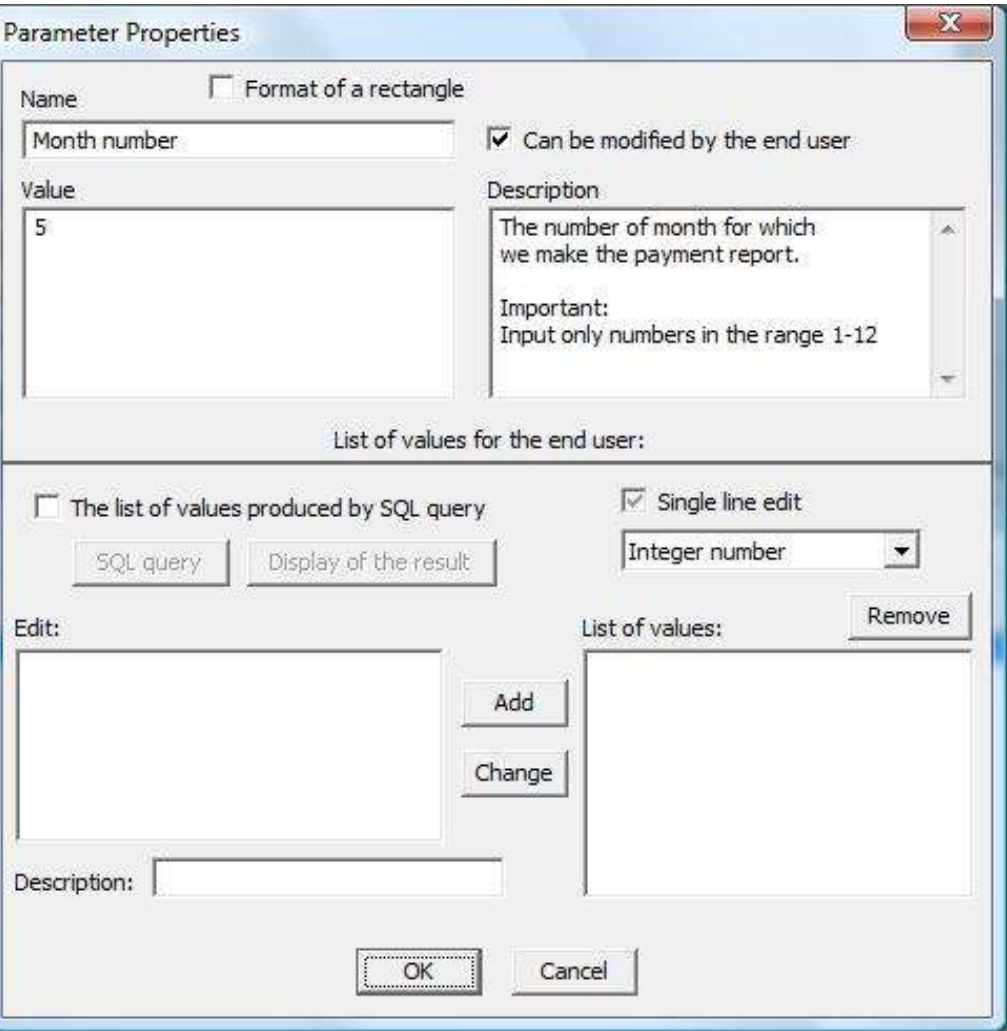 Parameter Properties
Format of a rectangle
Name
Month number
Can be modified by the end user
Value
Description
5
The number of month for which
we make the payment report.
Important:
Input only numbers in the range 1-12
List of values for the end user:
The list of values produced by SQL query
Single line edit
SQL query
Display of the result
Integer number
Remove
Edit:
List of values:
Add
Change
Description:
OK
Cancel